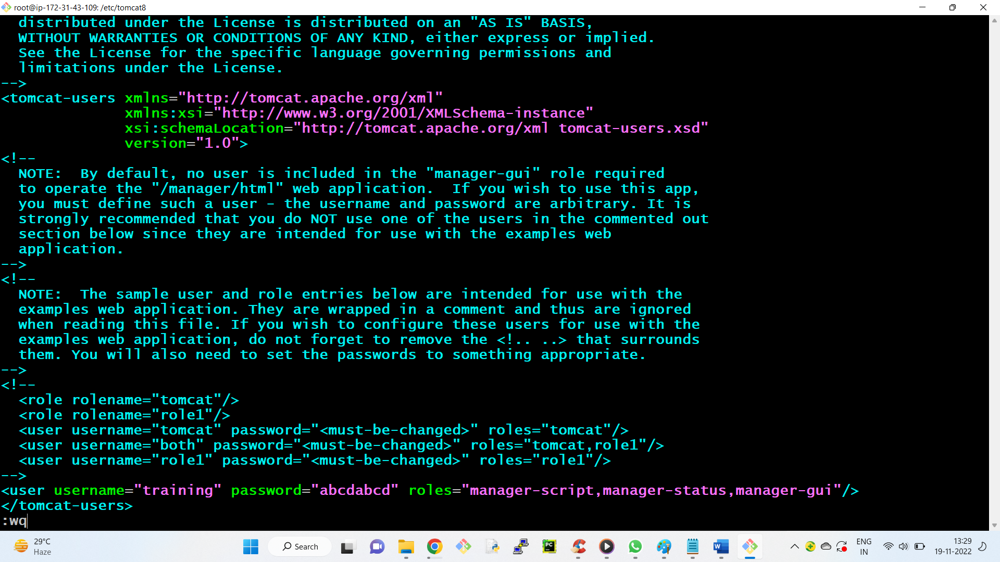 root@ip-172-31-43-109: /etc/tomcat8
distributed under the License is distributed on an "AS IS" BASIS,
WITHOUT WARRANTIES OR CONDITIONS OF ANY KIND, either express or implied.
See the License for the specific language governing permissions and
limitations under the License.
-->
<tomcat-users xmlns="http://tomcat.apache.org/xml"
xmlns:xsi="http://www.w3.org/2001/XMLSchema-instance"
xsi:schemaLocation="http://tomcat.apache.org/xml tomcat-users.xsd"
version="1.0">
<!--
NOTE:  By default, no user is included in the "manager-gui" role required
to operate the "/manager/html" web application.  If you wish to use this app,
you must define such a user - the username and password are arbitrary. It is
strongly recommended that you do NOT use one of the users in the commented out
section below since they are intended for use with the examples web
application.
-->
<!--
NOTE:  The sample user and role entries below are intended for use with the
examples web application. They are wrapped in a comment and thus are ignored
when reading this file. If you wish to configure these users for use with the
examples web application, do not forget to remove the <!.. ..> that surrounds
them. You will also need to set the passwords to something appropriate.
-->
<!--
<role rolename="tomcat"/>
<role rolename="role1"/>
<user username="tomcat" password="<must-be-changed>" roles="tomcat"/>
<user username="both" password="<must-be-changed>" roles="tomcat,role1"/>
<user username="role1" password="<must-be-changed>" roles="role1"/>
-->
<user username="training" password="abcdabcd" roles="manager-script,manager-status,manager-gui"/>
</tomcat-users>
:wq
29°C
Haze
Search
PC
W
ENG
IN
13:29
19-11-2022